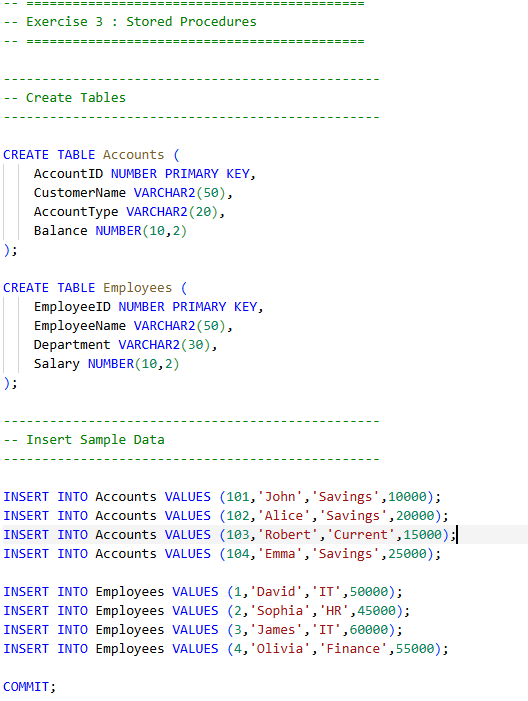 -- ============================================
-- Exercise 3 : Stored Procedures
-- ============================================
-------------------------------------------------
-- Create Tables
-------------------------------------------------
CREATE TABLE Accounts (
    AccountID NUMBER PRIMARY KEY,
    CustomerName VARCHAR2(50),
    AccountType VARCHAR2(20),
    Balance NUMBER(10,2)
);
CREATE TABLE Employees (
    EmployeeID NUMBER PRIMARY KEY,
    EmployeeName VARCHAR2(50),
    Department VARCHAR2(30),
    Salary NUMBER(10,2)
);
-------------------------------------------------
-- Insert Sample Data
-------------------------------------------------
INSERT INTO Accounts VALUES (101,'John','Savings',10000);
INSERT INTO Accounts VALUES (102,'Alice','Savings',20000);
INSERT INTO Accounts VALUES (103,'Robert','Current',15000);
INSERT INTO Accounts VALUES (104,'Emma','Savings',25000);
INSERT INTO Employees VALUES (1,'David','IT',50000);
INSERT INTO Employees VALUES (2,'Sophia','HR',45000);
INSERT INTO Employees VALUES (3,'James','IT',60000);
INSERT INTO Employees VALUES (4,'Olivia','Finance',55000);
COMMIT;